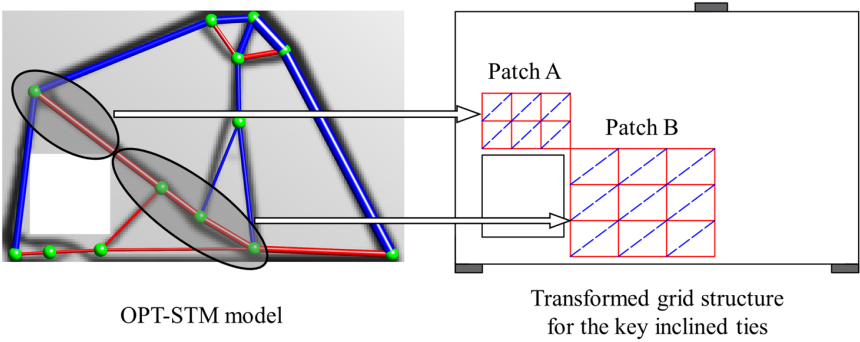 Patch A
Patch B
OPT-STM model
Transformed grid structure
for the key inclined ties